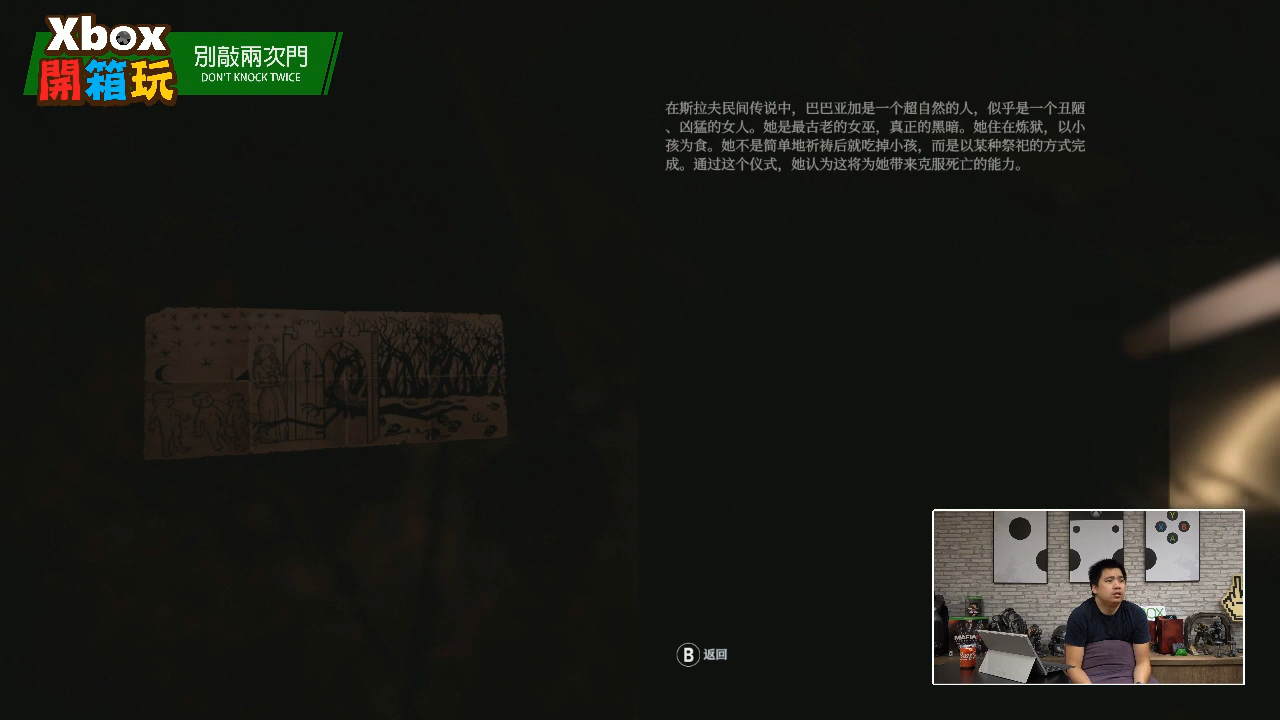 Xbox
開箱玩
別敲兩次門
DON'T KNOCK TWICE
在斯拉夫民间传说中，巴巴亚加是一个超自然的人，似乎是一个丑陋
、凶猛的女人。她是最古老的女巫，真正的黑暗。她住在炼狱，以小
孩为食。她不是简单地祈祷后就吃掉小孩，而是以某种祭祀的方式完
成。通过这个仪式，她认为这将为她带来克服死亡的能力。
Y
X
B
A
BOX
MAFIA
B 返回